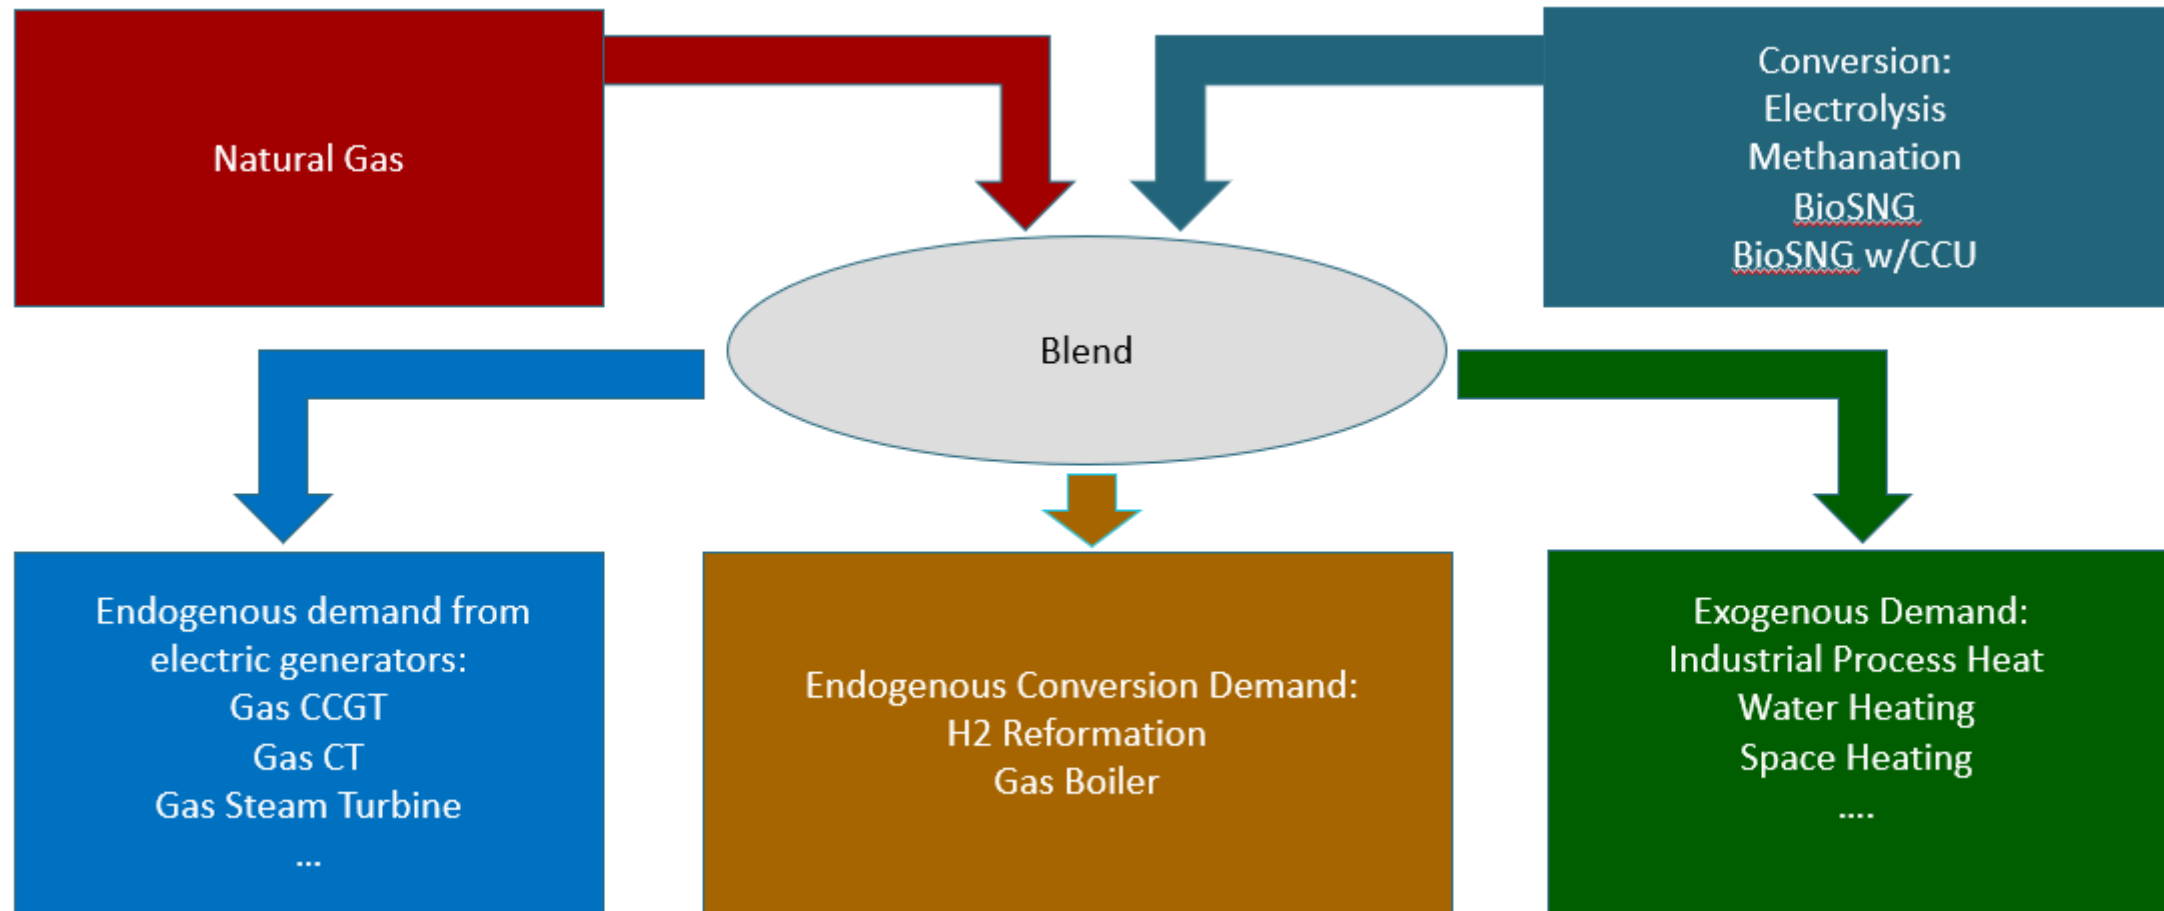 Natural Gas
Conversion:
Electrolysis
Methanation
BioSNG
BioSNG w/CCU
Blend
Endogenous demand from
electric generators:
Gas CCGT
Gas CT
Gas Steam Turbine
...
Endogenous Conversion Demand:
H2 Reformation
Gas Boiler
Exogenous Demand:
Industrial Process Heat
Water Heating
Space Heating
....